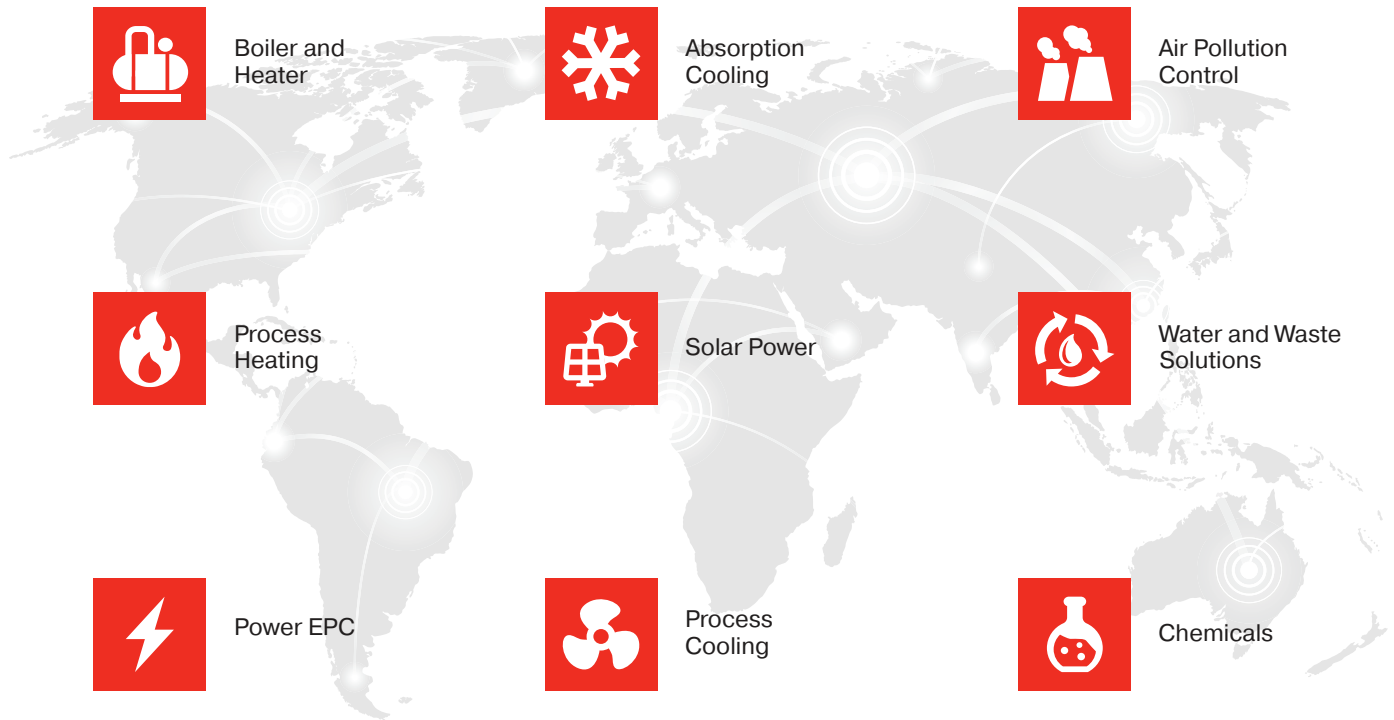 Boiler and
Heater
Absorption
Cooling
Air Pollution
Control
Process
Heating
Solar Power
Water and Waste
Solutions
Power EPC
Process
Cooling
Chemicals